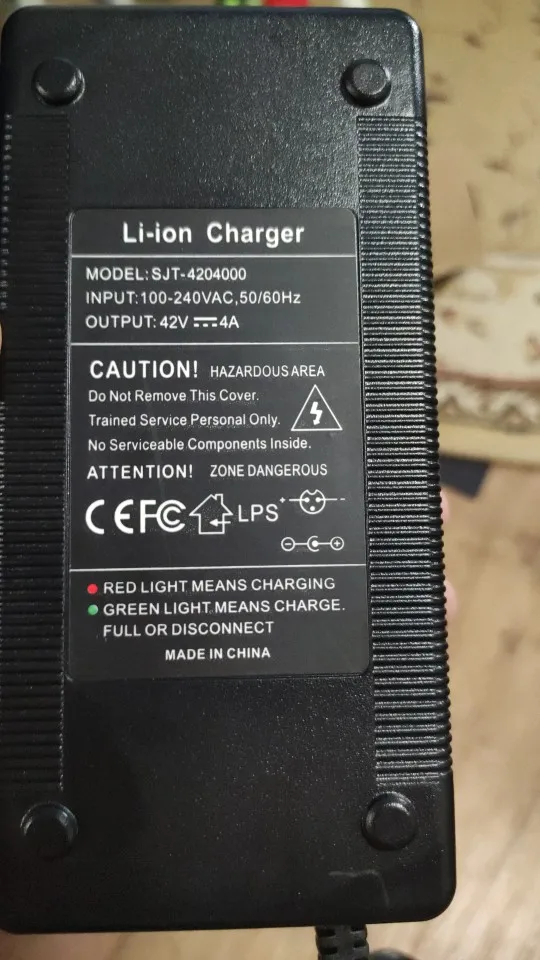 Li-ion Charger
MODEL: SJT-4204000
INPUT: 100-240VAC, 50/60Hz
OUTPUT: 42V⎓4A
CAUTION! HAZARDOUS AREA
Do Not Remove This Cover.
Trained Service Personal Only.
No Serviceable Components Inside.
ATTENTION! ZONE DANGEROUS
CE FC LPS + -
- +
RED LIGHT MEANS CHARGING
GREEN LIGHT MEANS CHARGE.
FULL OR DISCONNECT
MADE IN CHINA